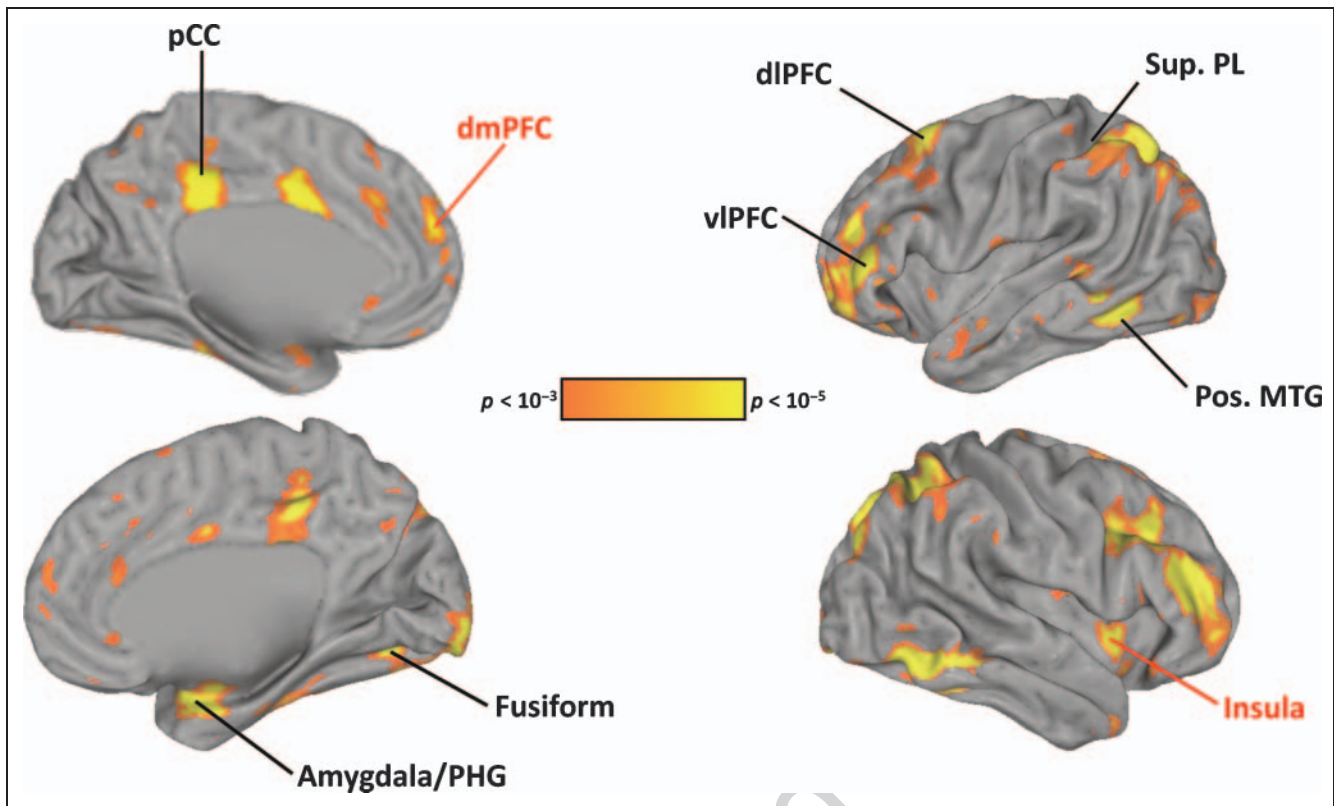 pCC
dmPFC
dlPFC
Sup. PL
vlPFC
Pos. MTG
p < 10⁻³
p < 10⁻⁵
Fusiform
Amygdala/PHG
Insula